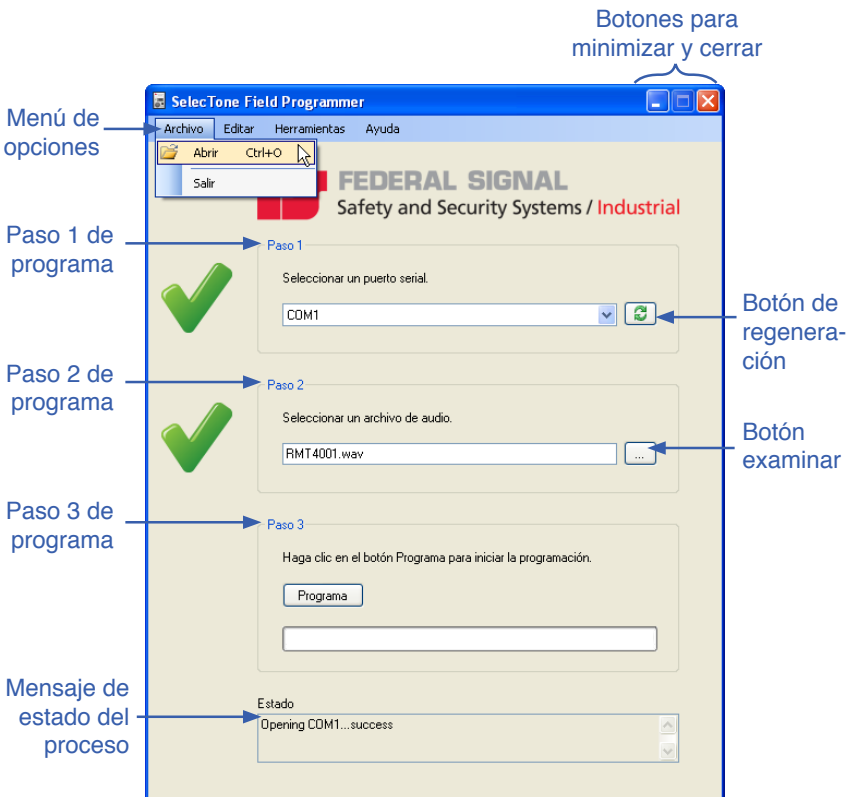 Botones para
minimizar y cerrar
SelecTone Field Programmer
Menú de
opciones
Archivo Editar Herramientas Ayuda
Abrir Ctrl+O
Salir
FEDERAL SIGNAL
Safety and Security Systems / Industrial
Paso 1 de
programa
Paso 1
Seleccionar un puerto serial.
COM1
Botón de
regenera-
ción
Paso 2 de
programa
Paso 2
Seleccionar un archivo de audio.
RMT4001.wav
...
Botón
examinar
Paso 3 de
programa
Paso 3
Haga clic en el botón Programa para iniciar la programación.
Programa
Mensaje de
estado del
proceso
Estado
Opening COM1...success